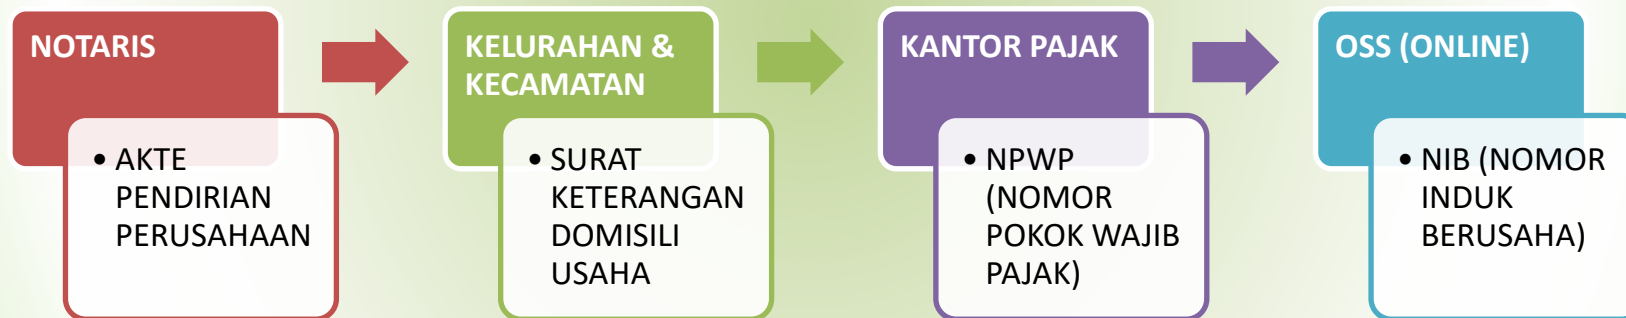 NOTARIS
• AKTE
PENDIRIAN
PERUSAHAAN
KELURAHAN &
KECAMATAN
• SURAT
KETERANGAN
DOMISILI
USAHA
KANTOR PAJAK
• NPWP
(NOMOR
POKOK WAJIB
PAJAK)
OSS (ONLINE)
• NIB (NOMOR
INDUK
BERUSAHA)